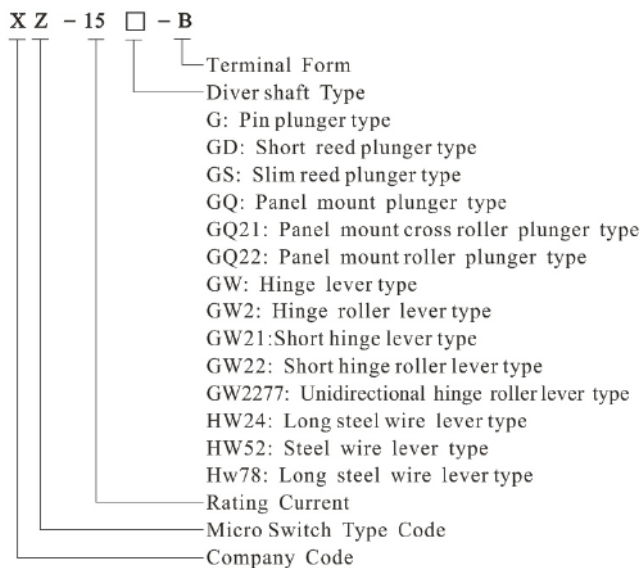 X Z - 15 □ - B
Terminal Form
Diver shaft Type
G: Pin plunger type
GD: Short reed plunger type
GS: Slim reed plunger type
GQ: Panel mount plunger type
GQ21: Panel mount cross roller plunger type
GQ22: Panel mount roller plunger type
GW: Hinge lever type
GW2: Hinge roller lever type
GW21:Short hinge lever type
GW22: Short hinge roller lever type
GW2277: Unidirectional hinge roller lever type
HW24: Long steel wire lever type
HW52: Steel wire lever type
Hw78: Long steel wire lever type
Rating Current
Micro Switch Type Code
Company Code